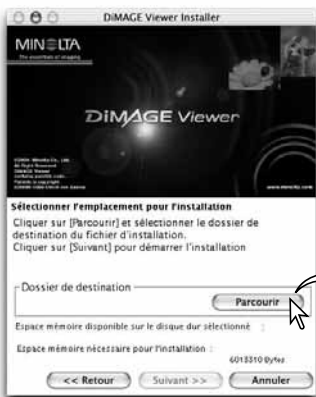 DiMAGE Viewer Installer
MINOLTA
The essentials of imaging
DiMAGE Viewer
www.minolta.com
Sélectionner l'emplacement pour l'installation
Cliquer sur [Parcourir] et sélectionner le dossier de
destination du fichier d'installation.
Cliquer sur [Suivant] pour démarrer l'installation
Dossier de destination
Parcourir
Espace mémoire disponible sur le disque dur sélectionné :
Espace mémoire nécessaire pour l'installation :
6013310 Bytes
<< Retour
Suivant >>
Annuler